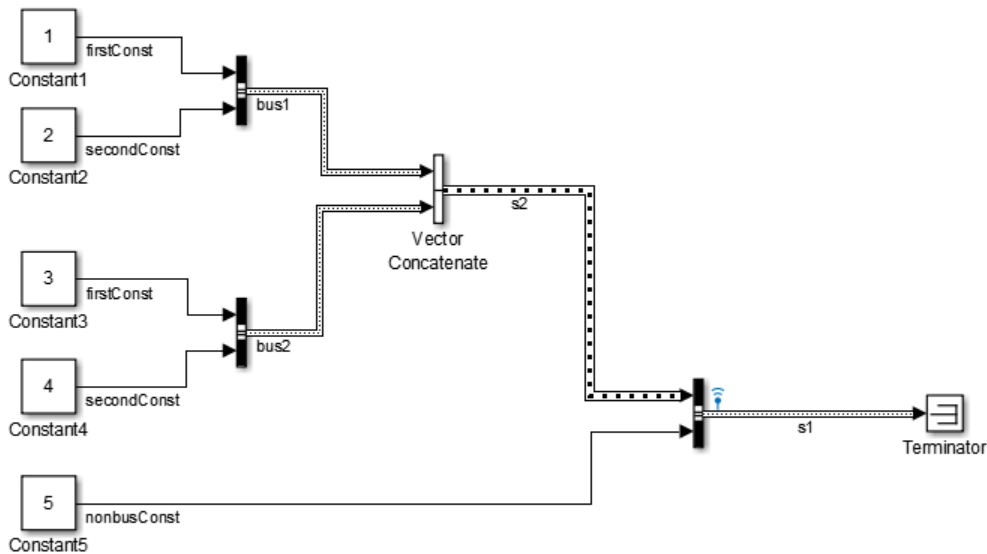 1
firstConst
Constant1
bus1
2
secondConst
Constant2
s2
Vector
Concatenate
3
firstConst
Constant3
bus2
4
secondConst
Constant4
s1
Terminator
5
nonbusConst
Constant5